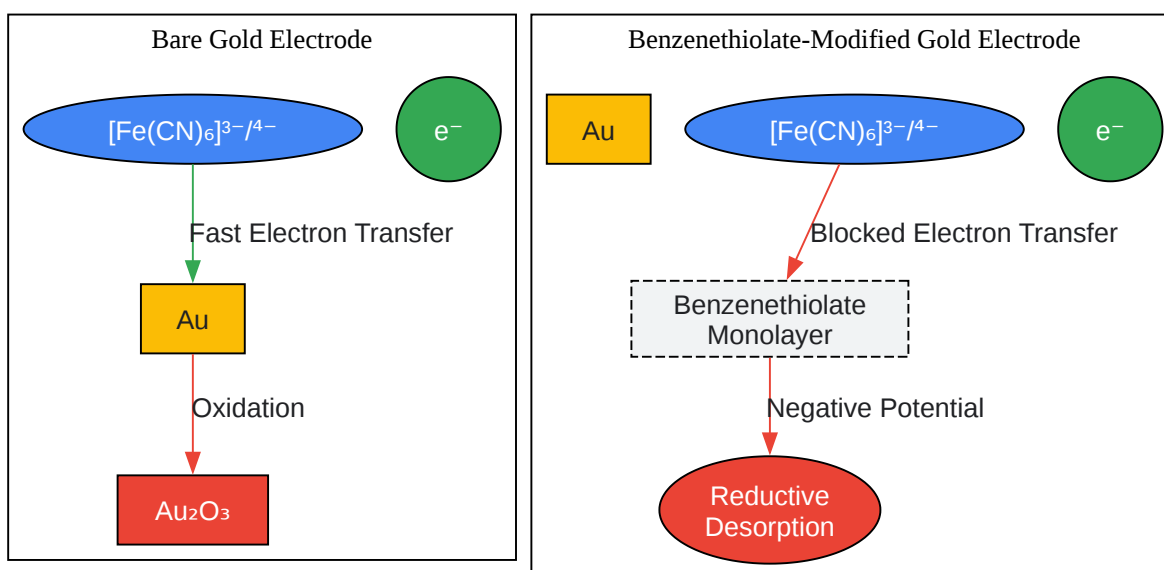 Bare Gold Electrode
[Fe(CN)₆]³⁻/⁴⁻
e⁻
Fast Electron Transfer
Au
Oxidation
Au₂O₃
Benzenethiolate-Modified Gold Electrode
Au
[Fe(CN)₆]³⁻/⁴⁻
e⁻
Blocked Electron Transfer
Benzenethiolate
Monolayer
Negative Potential
Reductive
Desorption